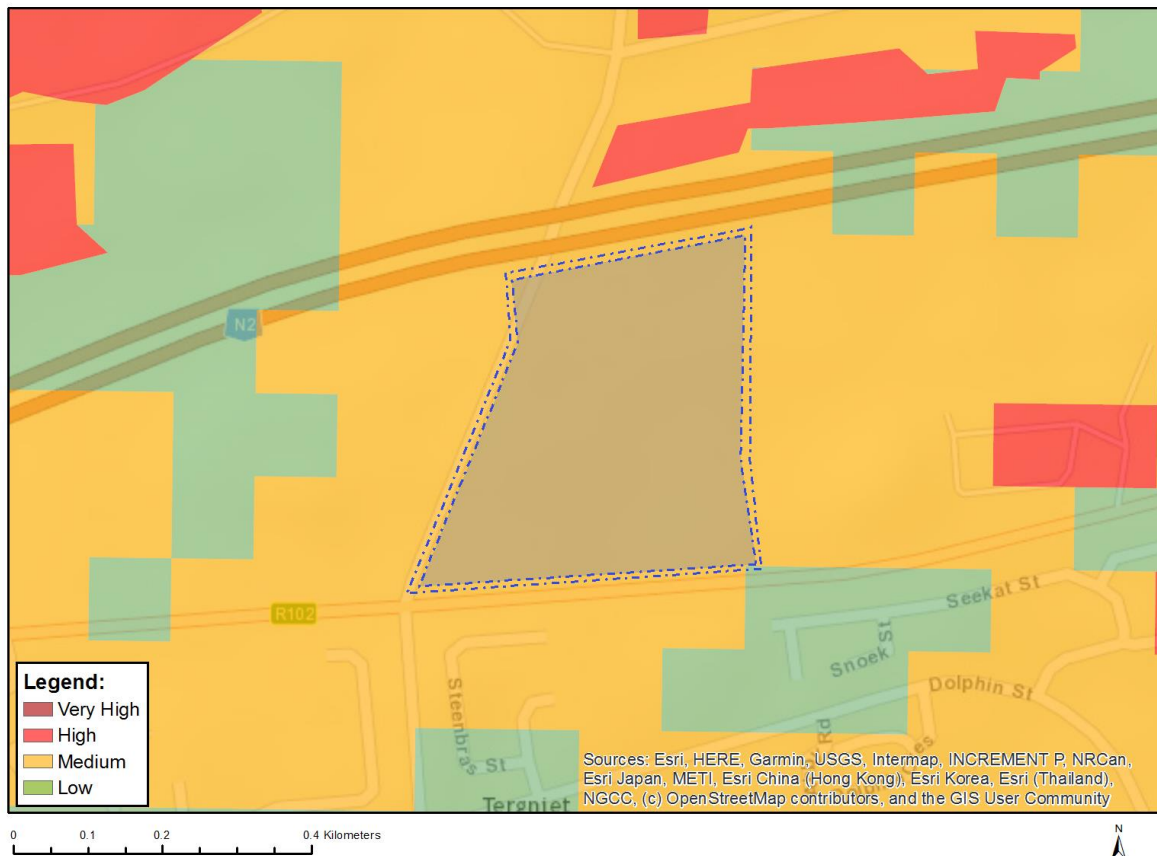 N2
R102
Seekat St
Snoek St
Dolphin St
Steenbras St
Rd
es
Tergniet
Legend:
Very High
High
Medium
Low
Sources: Esri, HERE, Garmin, USGS, Intermap, INCREMENT P, NRCan,
Esri Japan, METI, Esri China (Hong Kong), Esri Korea, Esri (Thailand),
NGCC, (c) OpenStreetMap contributors, and the GIS User Community
0 0.1 0.2 0.4 Kilometers
N